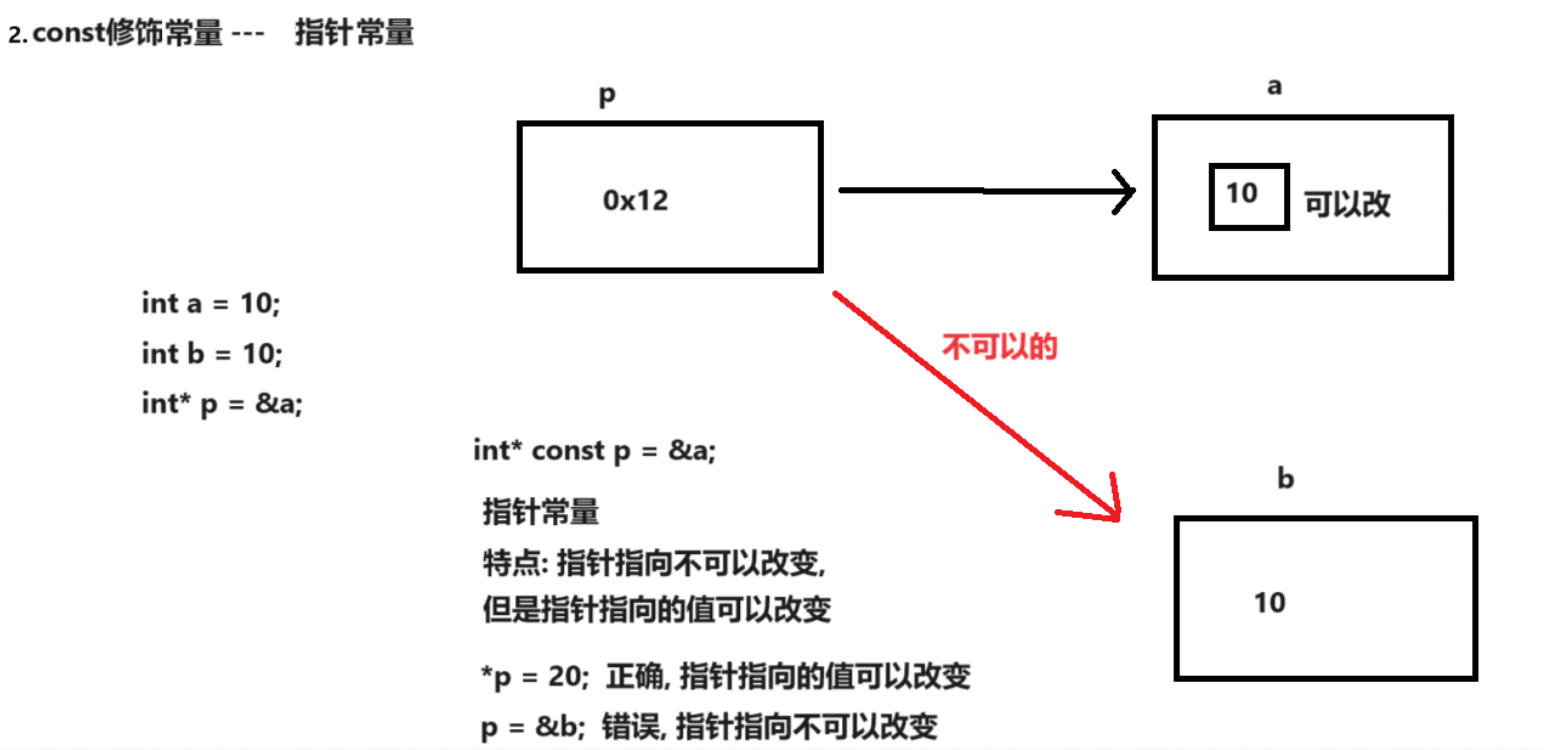 2. const修饰常量 --- 指针常量
p
a
0x12
10 可以改
int a = 10;
int b = 10;
int* p = &a;
不可以的
int* const p = &a;
指针常量
特点: 指针指向不可以改变,
但是指针指向的值可以改变
b
10
*p = 20; 正确, 指针指向的值可以改变
p = &b; 错误, 指针指向不可以改变